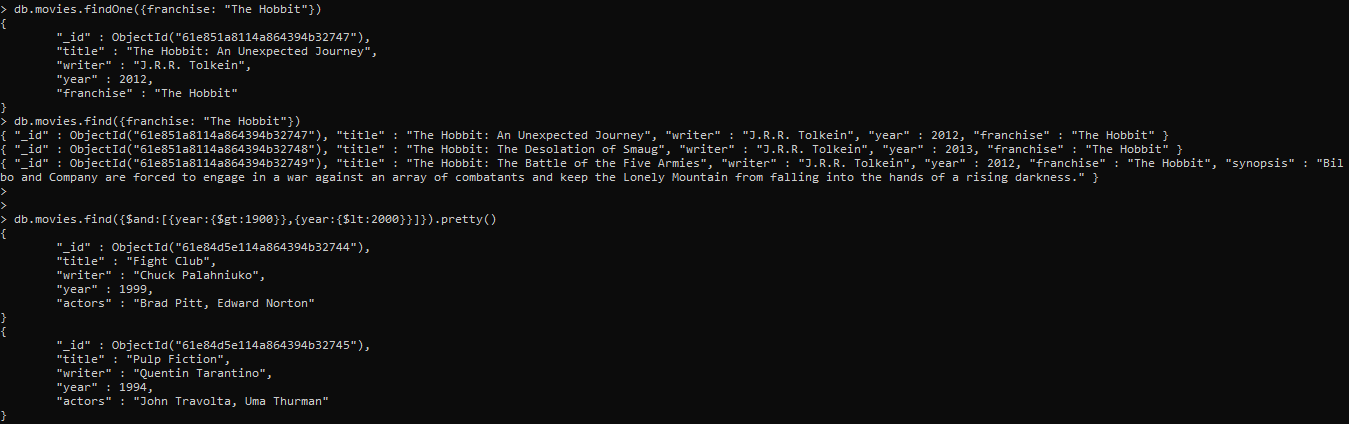 > db.movies.findOne({franchise: "The Hobbit"})
{
"_id" : ObjectId("61e851a8114a864394b32747"),
"title" : "The Hobbit: An Unexpected Journey",
"writer" : "J.R.R. Tolkein",
"year" : 2012,
"franchise" : "The Hobbit"
}
> db.movies.find({franchise: "The Hobbit"})
{ "_id" : ObjectId("61e851a8114a864394b32747"), "title" : "The Hobbit: An Unexpected Journey", "writer" : "J.R.R. Tolkein", "year" : 2012, "franchise" : "The Hobbit" }
{ "_id" : ObjectId("61e851a8114a864394b32748"), "title" : "The Hobbit: The Desolation of Smaug", "writer" : "J.R.R. Tolkein", "year" : 2013, "franchise" : "The Hobbit" }
{ "_id" : ObjectId("61e851a8114a864394b32749"), "title" : "The Hobbit: The Battle of the Five Armies", "writer" : "J.R.R. Tolkein", "year" : 2012, "franchise" : "The Hobbit", "synopsis" : "Bil
bo and Company are forced to engage in a war against an array of combatants and keep the Lonely Mountain from falling into the hands of a rising darkness." }
>
>
> db.movies.find({$and:[{year:{$gt:1900}},{year:{$lt:2000}}]}).pretty()
{
"_id" : ObjectId("61e84d5e114a864394b32744"),
"title" : "Fight Club",
"writer" : "Chuck Palahniuko",
"year" : 1999,
"actors" : "Brad Pitt, Edward Norton"
}
{
"_id" : ObjectId("61e84d5e114a864394b32745"),
"title" : "Pulp Fiction",
"writer" : "Quentin Tarantino",
"year" : 1994,
"actors" : "John Travolta, Uma Thurman"
}